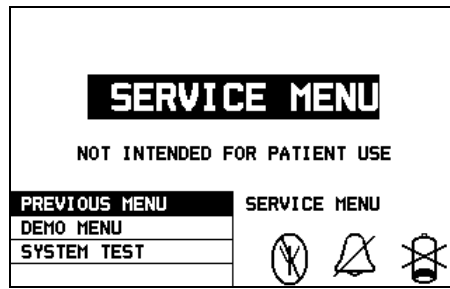 SERVICE MENU
NOT INTENDED FOR PATIENT USE
PREVIOUS MENU
SERVICE MENU
DEMO MENU
SYSTEM TEST